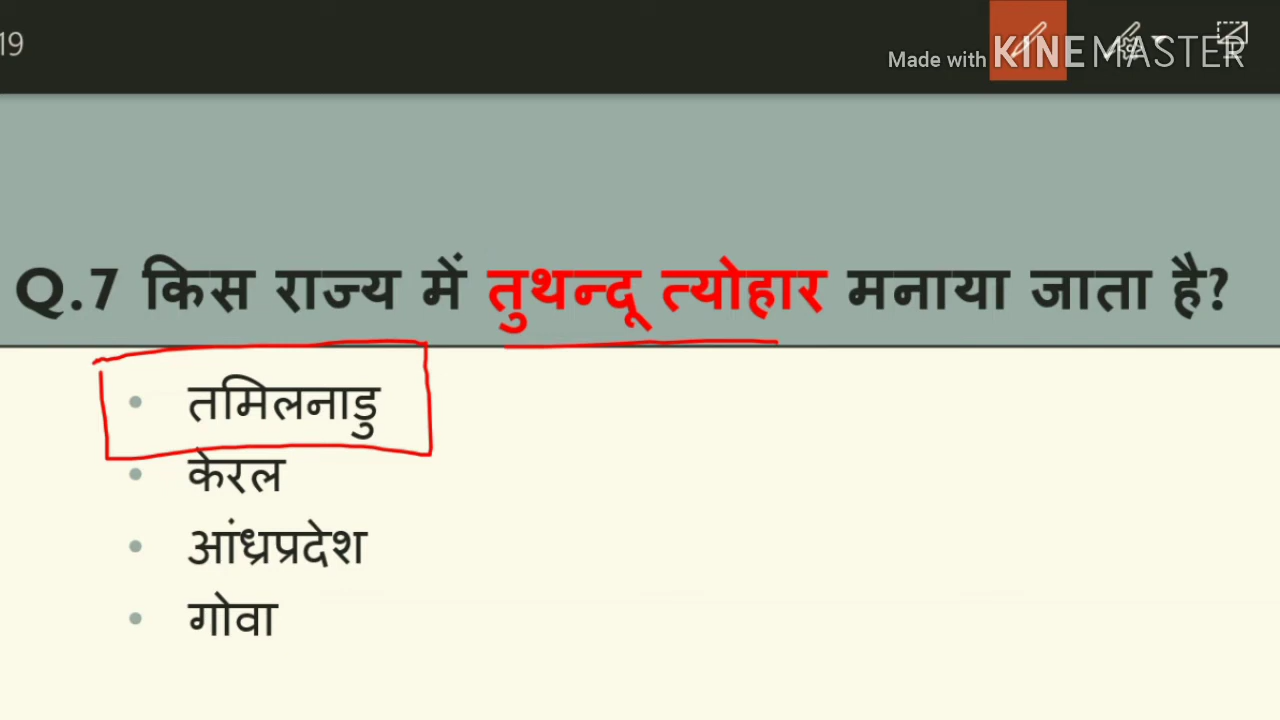 19
Made with KINEMASTER
Q.7 किस राज्य में तुथन्दू त्योहार मनाया जाता है?
• तमिलनाडु
• केरल
• आंध्रप्रदेश
• गोवा